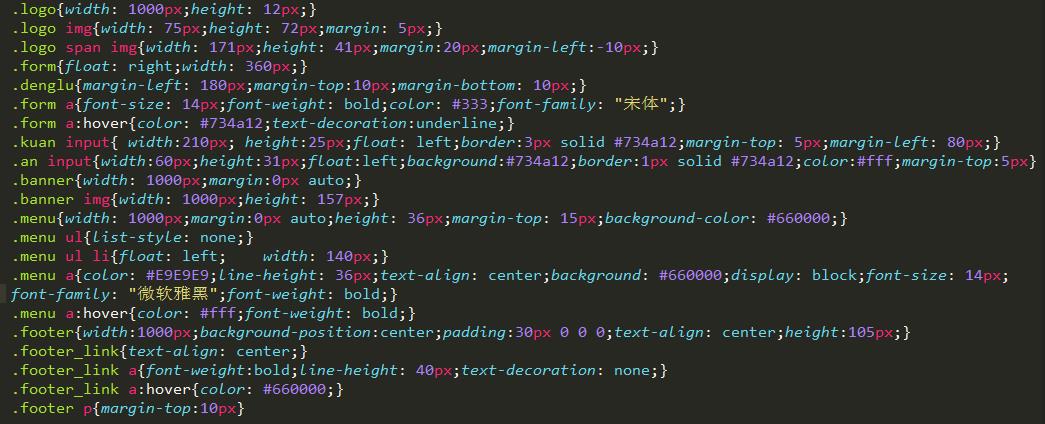 .logo{width: 1000px;height: 12px;}
.logo img{width: 75px;height: 72px;margin: 5px;}
.logo span img{width: 171px;height: 41px;margin:20px;margin-left:-10px;}
.form{float: right;width: 360px;}
.denglu{margin-left: 180px;margin-top:10px;margin-bottom: 10px;}
.form a{font-size: 14px;font-weight: bold;color: #333;font-family: "宋体";}
.form a:hover{color: #734a12;text-decoration:underline;}
.kuan input{ width:210px; height:25px;float: left;border:3px solid #734a12;margin-top: 5px;margin-left: 80px;}
.an input{width:60px;height:31px;float:left;background:#734a12;border:1px solid #734a12;color:#fff;margin-top:5px}
.banner{width: 1000px;margin:0px auto;}
.banner img{width: 1000px;height: 157px;}
.menu{width: 1000px;margin:0px auto;height: 36px;margin-top: 15px;background-color: #660000;}
.menu ul{list-style: none;}
.menu ul li{float: left;    width: 140px;}
.menu a{color: #E9E9E9;line-height: 36px;text-align: center;background: #660000;display: block;font-size: 14px;
font-family: "微软雅黑";font-weight: bold;}
.menu a:hover{color: #fff;font-weight: bold;}
.footer{width:1000px;background-position:center;padding:30px 0 0 0;text-align: center;height:105px;}
.footer_link{text-align: center;}
.footer_link a{font-weight:bold;line-height: 40px;text-decoration: none;}
.footer_link a:hover{color: #660000;}
.footer p{margin-top:10px}